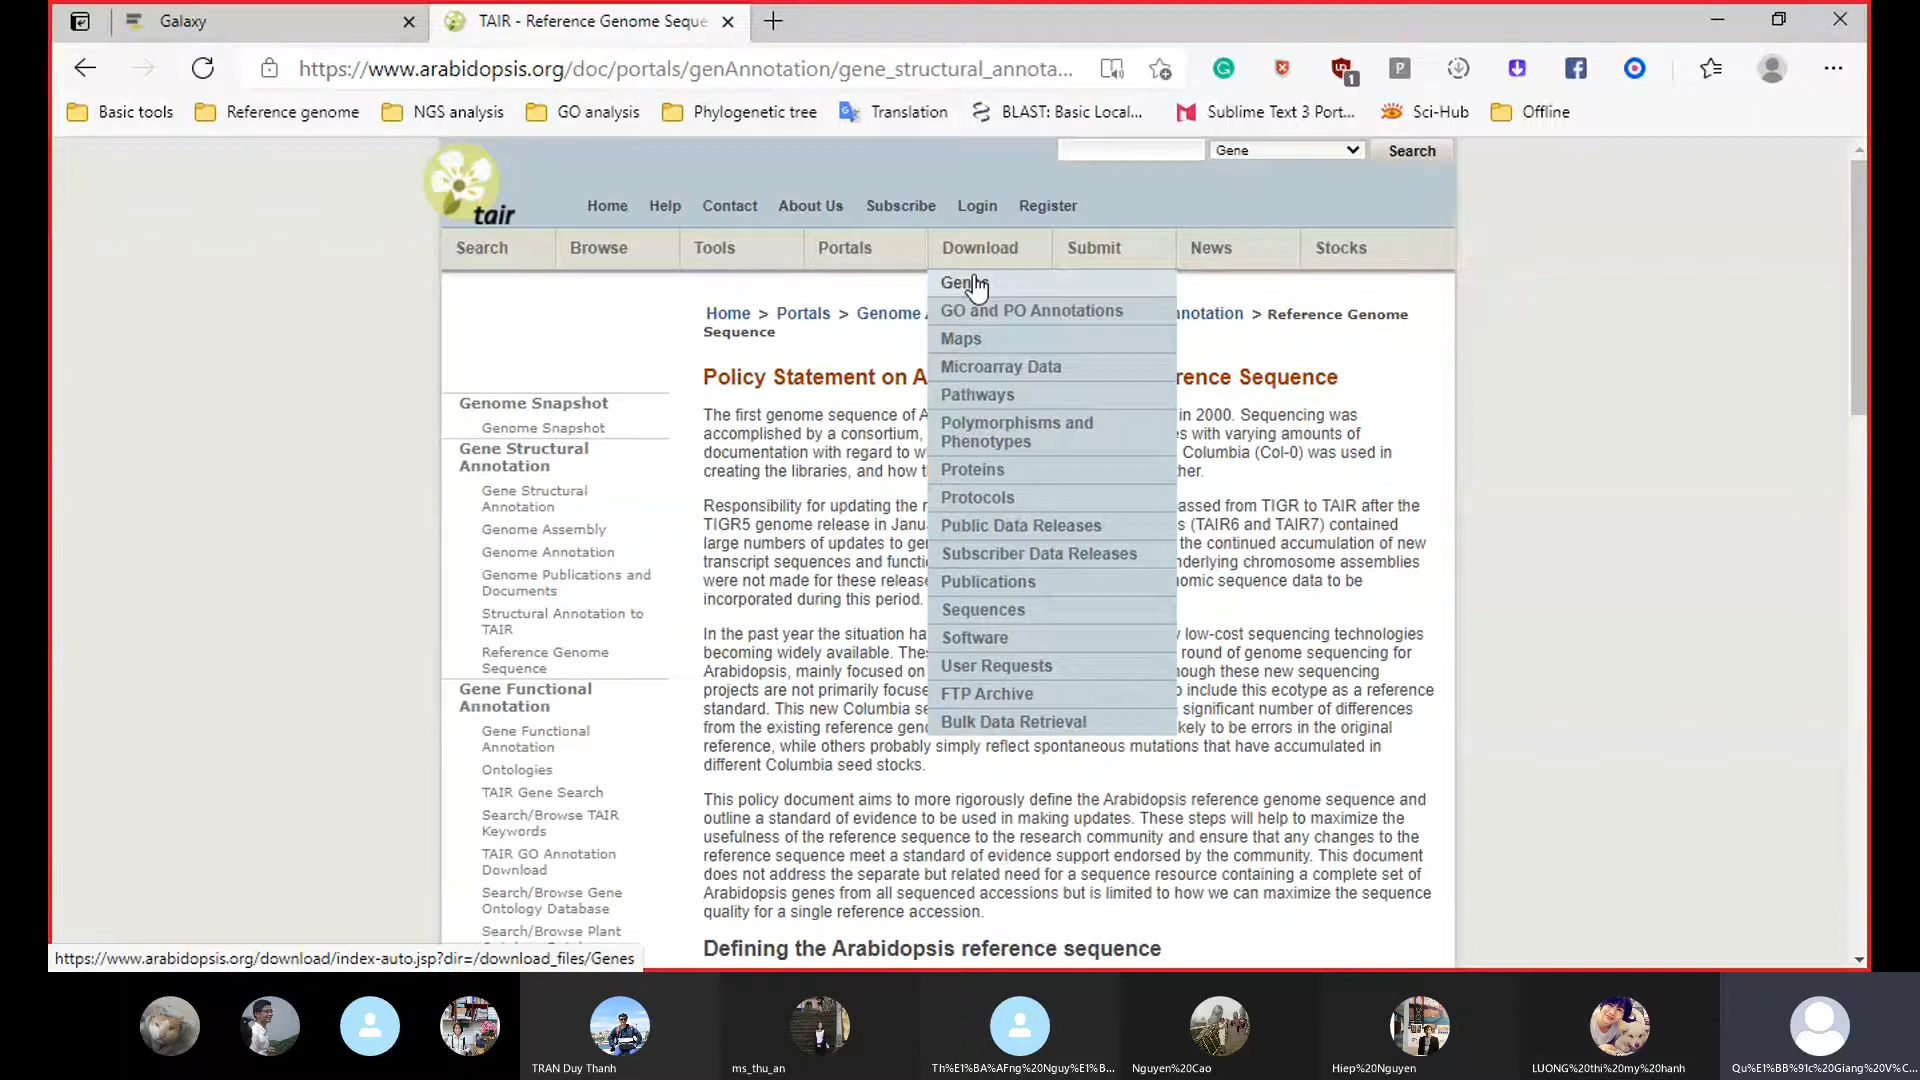 Galaxy
TAIR - Reference Genome Seque
https://www.arabidopsis.org/doc/portals/genAnnotation/gene_structural_annota...
1
Basic tools
Reference genome
NGS analysis
GO analysis
Phylogenetic tree
Translation
BLAST: Basic Local...
Sublime Text 3 Port...
Sci-Hub
Offline
Gene
Search
tair
Home Help Contact About Us Subscribe Login Register
Search Browse Tools Portals Download Submit News Stocks
Genes
GO and PO Annotations
Maps
Microarray Data
Pathways
Polymorphisms and
Phenotypes
Proteins
Protocols
Public Data Releases
Subscriber Data Releases
Publications
Sequences
Software
User Requests
FTP Archive
Bulk Data Retrieval
Home > Portals > Genome nnotation > Reference Genome
Sequence
Policy Statement on A rence Sequence
The first genome sequence of A in 2000. Sequencing was
accomplished by a consortium, s with varying amounts of
documentation with regard to w Columbia (Col-0) was used in
creating the libraries, and how t her.
Responsibility for updating the r assed from TIGR to TAIR after the
TIGR5 genome release in Janu s (TAIR6 and TAIR7) contained
large numbers of updates to gen the continued accumulation of new
transcript sequences and functi nderlying chromosome assemblies
were not made for these release omic sequence data to be
incorporated during this period.
In the past year the situation ha low-cost sequencing technologies
becoming widely available. Thes round of genome sequencing for
Arabidopsis, mainly focused on hough these new sequencing
projects are not primarily focuse o include this ecotype as a reference
standard. This new Columbia se significant number of differences
from the existing reference geno kely to be errors in the original
reference, while others probably simply reflect spontaneous mutations that have accumulated in
different Columbia seed stocks.
This policy document aims to more rigorously define the Arabidopsis reference genome sequence and
outline a standard of evidence to be used in making updates. These steps will help to maximize the
usefulness of the reference sequence to the research community and ensure that any changes to the
reference sequence meet a standard of evidence support endorsed by the community. This document
does not address the separate but related need for a sequence resource containing a complete set of
Arabidopsis genes from all sequenced accessions but is limited to how we can maximize the sequence
quality for a single reference accession.
Defining the Arabidopsis reference sequence
Genome Snapshot
Genome Snapshot
Gene Structural
Annotation
Gene Structural
Annotation
Genome Assembly
Genome Annotation
Genome Publications and
Documents
Structural Annotation to
TAIR
Reference Genome
Sequence
Gene Functional
Annotation
Gene Functional
Annotation
Ontologies
TAIR Gene Search
Search/Browse TAIR
Keywords
TAIR GO Annotation
Download
Search/Browse Gene
Ontology Database
Search/Browse Plant
https://www.arabidopsis.org/download/index-auto.jsp?dir=/download_files/Genes
TRAN Duy Thanh
ms_thu_an
Th%E1%BA%AFng%20Nguy%E1%B...
Nguyen%20Cao
Hiep%20Nguyen
LUONG%20thi%20my%20hanh
Qu%E1%BB%91c%20Giang%20V%C...